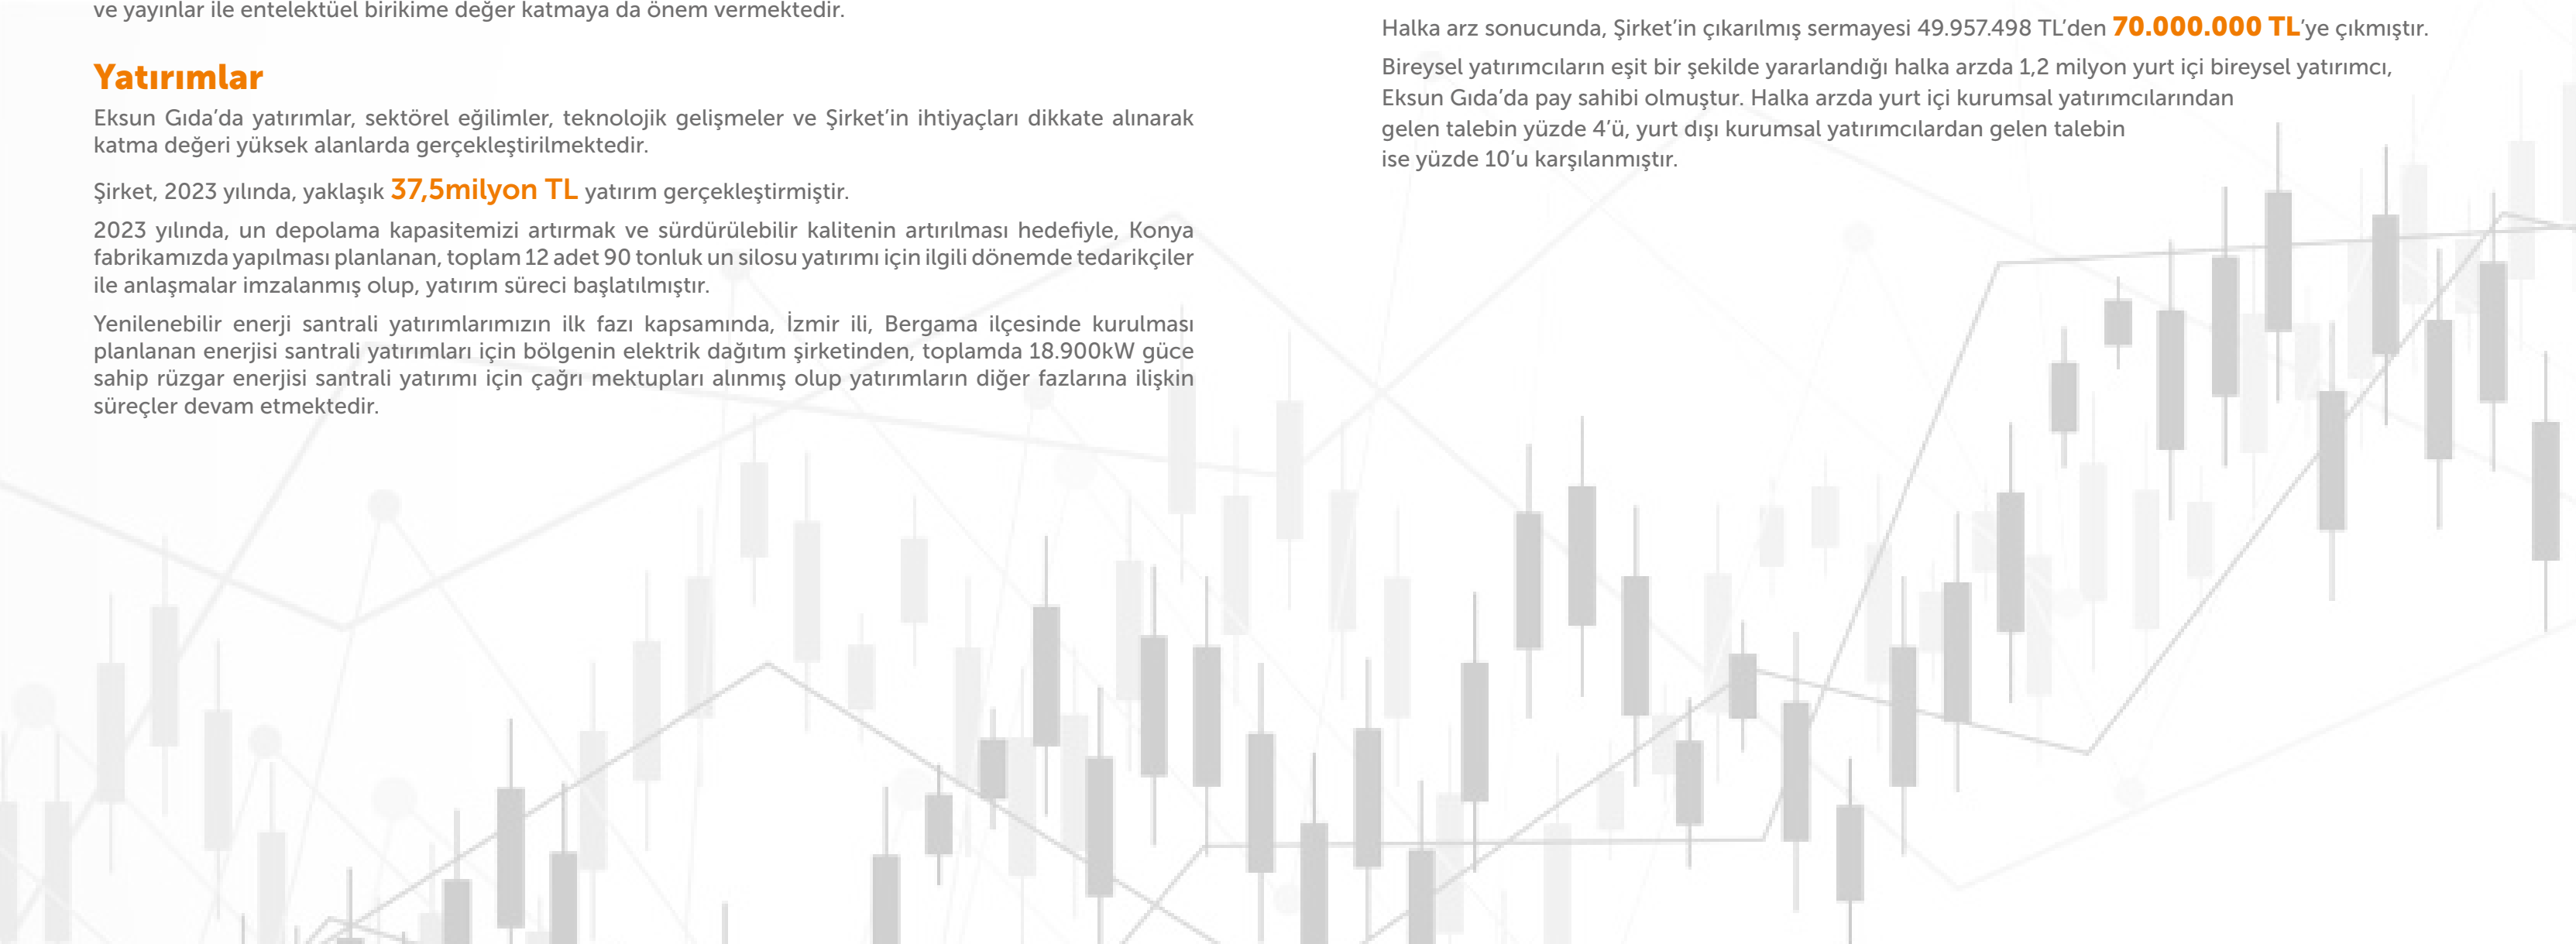 ve yayınlar ile entelektüel birikime değer katmaya da önem vermektedir.
Yatırımlar
Eksun Gıda’da yatırımlar, sektörel eğilimler, teknolojik gelişmeler ve Şirket’in ihtiyaçları dikkate alınarak
katma değeri yüksek alanlarda gerçekleştirilmektedir.
Şirket, 2023 yılında, yaklaşık 37,5milyon TL yatırım gerçekleştirmiştir.
2023 yılında, un depolama kapasitemizi artırmak ve sürdürülebilir kalitenin artırılması hedefiyle, Konya
fabrikamızda yapılması planlanan, toplam 12 adet 90 tonluk un silosu yatırımı için ilgili dönemde tedarikçiler
ile anlaşmalar imzalanmış olup, yatırım süreci başlatılmıştır.
Yenilenebilir enerji santrali yatırımlarımızın ilk fazı kapsamında, İzmir ili, Bergama ilçesinde kurulması
planlanan enerjisi santrali yatırımları için bölgenin elektrik dağıtım şirketinden, toplamda 18.900kW güce
sahip rüzgar enerjisi santrali yatırımı için çağrı mektupları alınmış olup yatırımların diğer fazlarına ilişkin
süreçler devam etmektedir.
Halka arz sonucunda, Şirket’in çıkarılmış sermayesi 49.957.498 TL’den 70.000.000 TL’ye çıkmıştır.
Bireysel yatırımcıların eşit bir şekilde yararlandığı halka arzda 1,2 milyon yurt içi bireysel yatırımcı,
Eksun Gıda’da pay sahibi olmuştur. Halka arzda yurt içi kurumsal yatırımcılarından
gelen talebin yüzde 4’ü, yurt dışı kurumsal yatırımcılardan gelen talebin
ise yüzde 10’u karşılanmıştır.